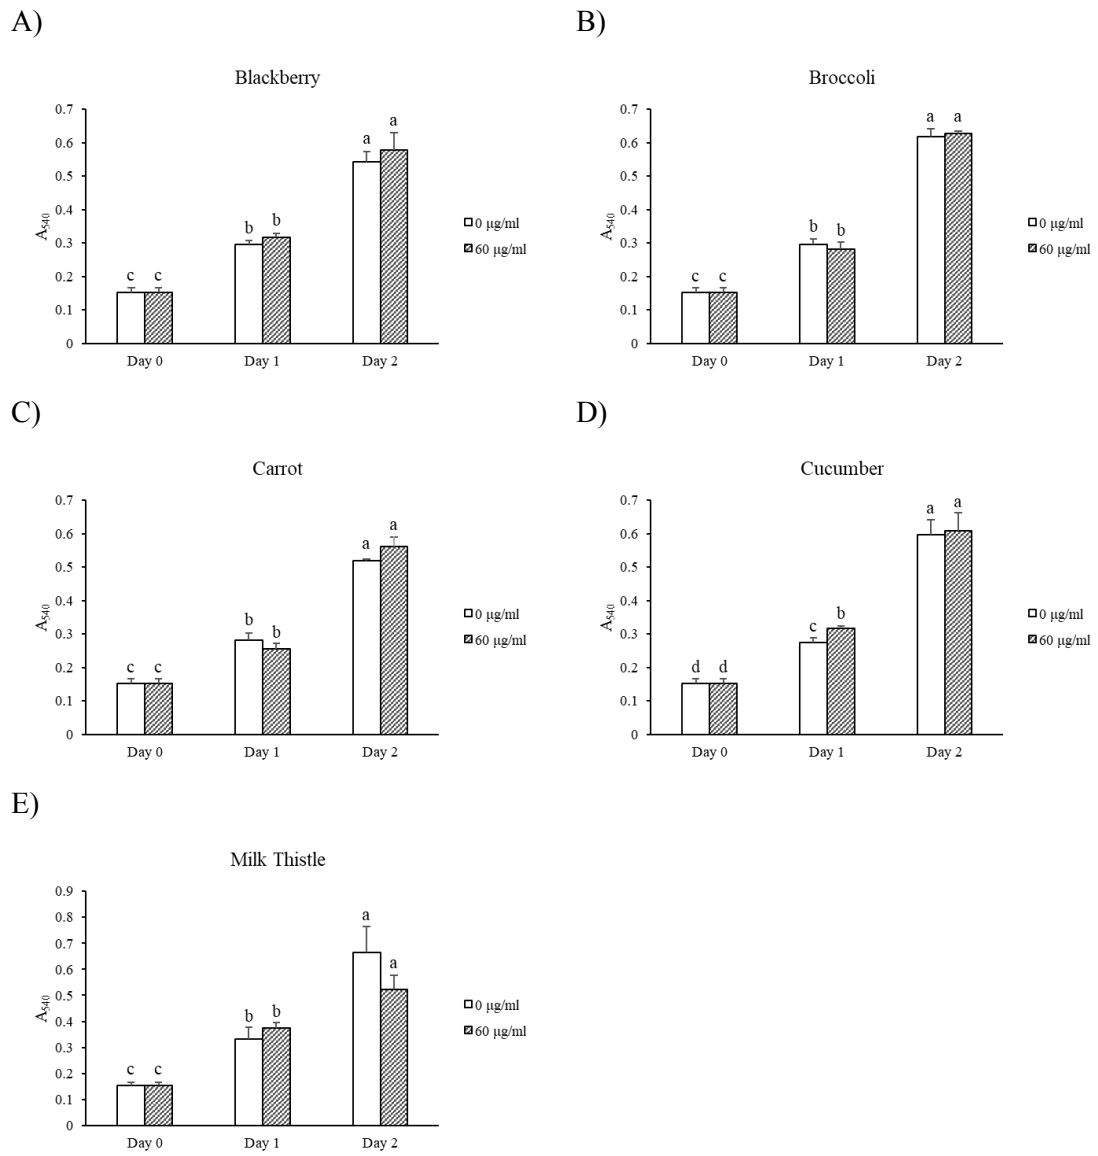 A)
Blackberry
0.7
0.6
0.5
0.4
0.3
0.2
0.1
0
A540
c c b b a a
Day 0 Day 1 Day 2
0 μg/ml
60 μg/ml
B)
Broccoli
0.7
0.6
0.5
0.4
0.3
0.2
0.1
0
A540
c c b b a a
Day 0 Day 1 Day 2
0 μg/ml
60 μg/ml
C)
Carrot
0.7
0.6
0.5
0.4
0.3
0.2
0.1
0
A540
c c b b a a
Day 0 Day 1 Day 2
0 μg/ml
60 μg/ml
D)
Cucumber
0.7
0.6
0.5
0.4
0.3
0.2
0.1
0
A540
d d c b a a
Day 0 Day 1 Day 2
0 μg/ml
60 μg/ml
E)
Milk Thistle
0.9
0.8
0.7
0.6
0.5
0.4
0.3
0.2
0.1
0
A540
c c b b a a
Day 0 Day 1 Day 2
0 μg/ml
60 μg/ml